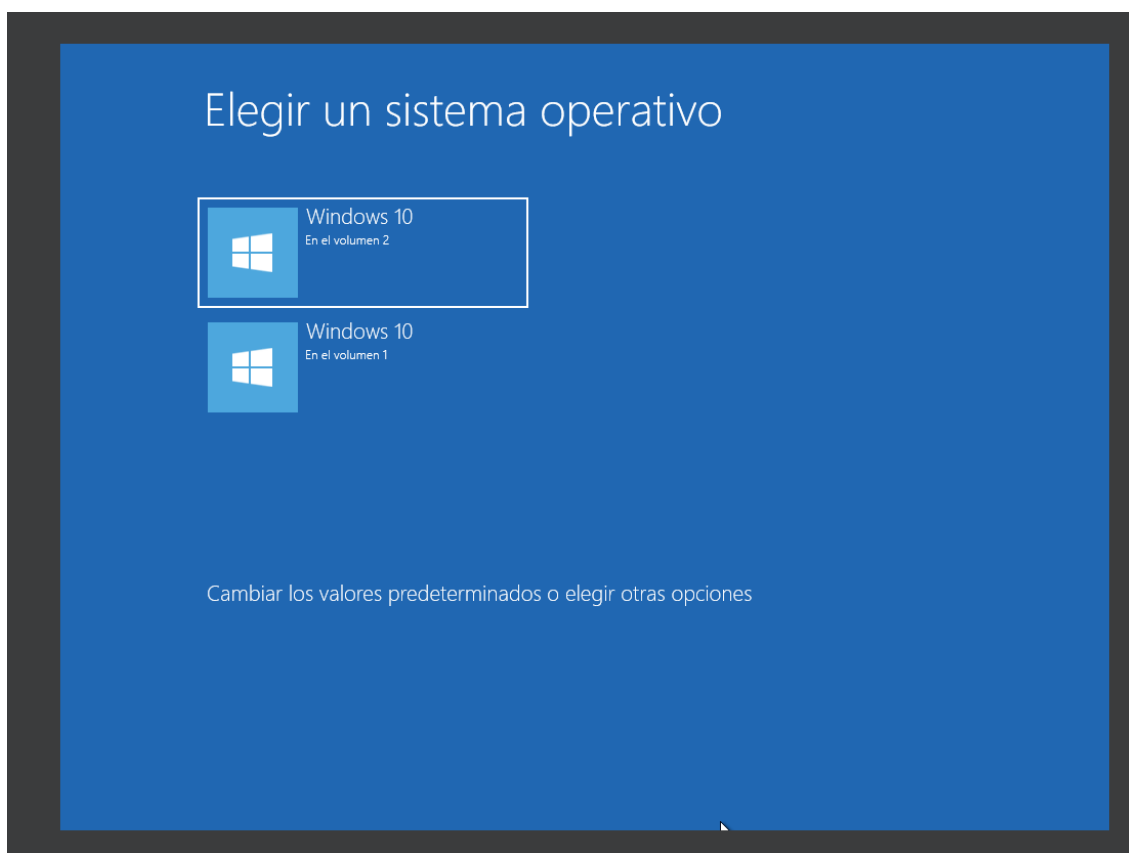 Elegir un sistema operativo
Windows 10
En el volumen 2
Windows 10
En el volumen 1
Cambiar los valores predeterminados o elegir otras opciones